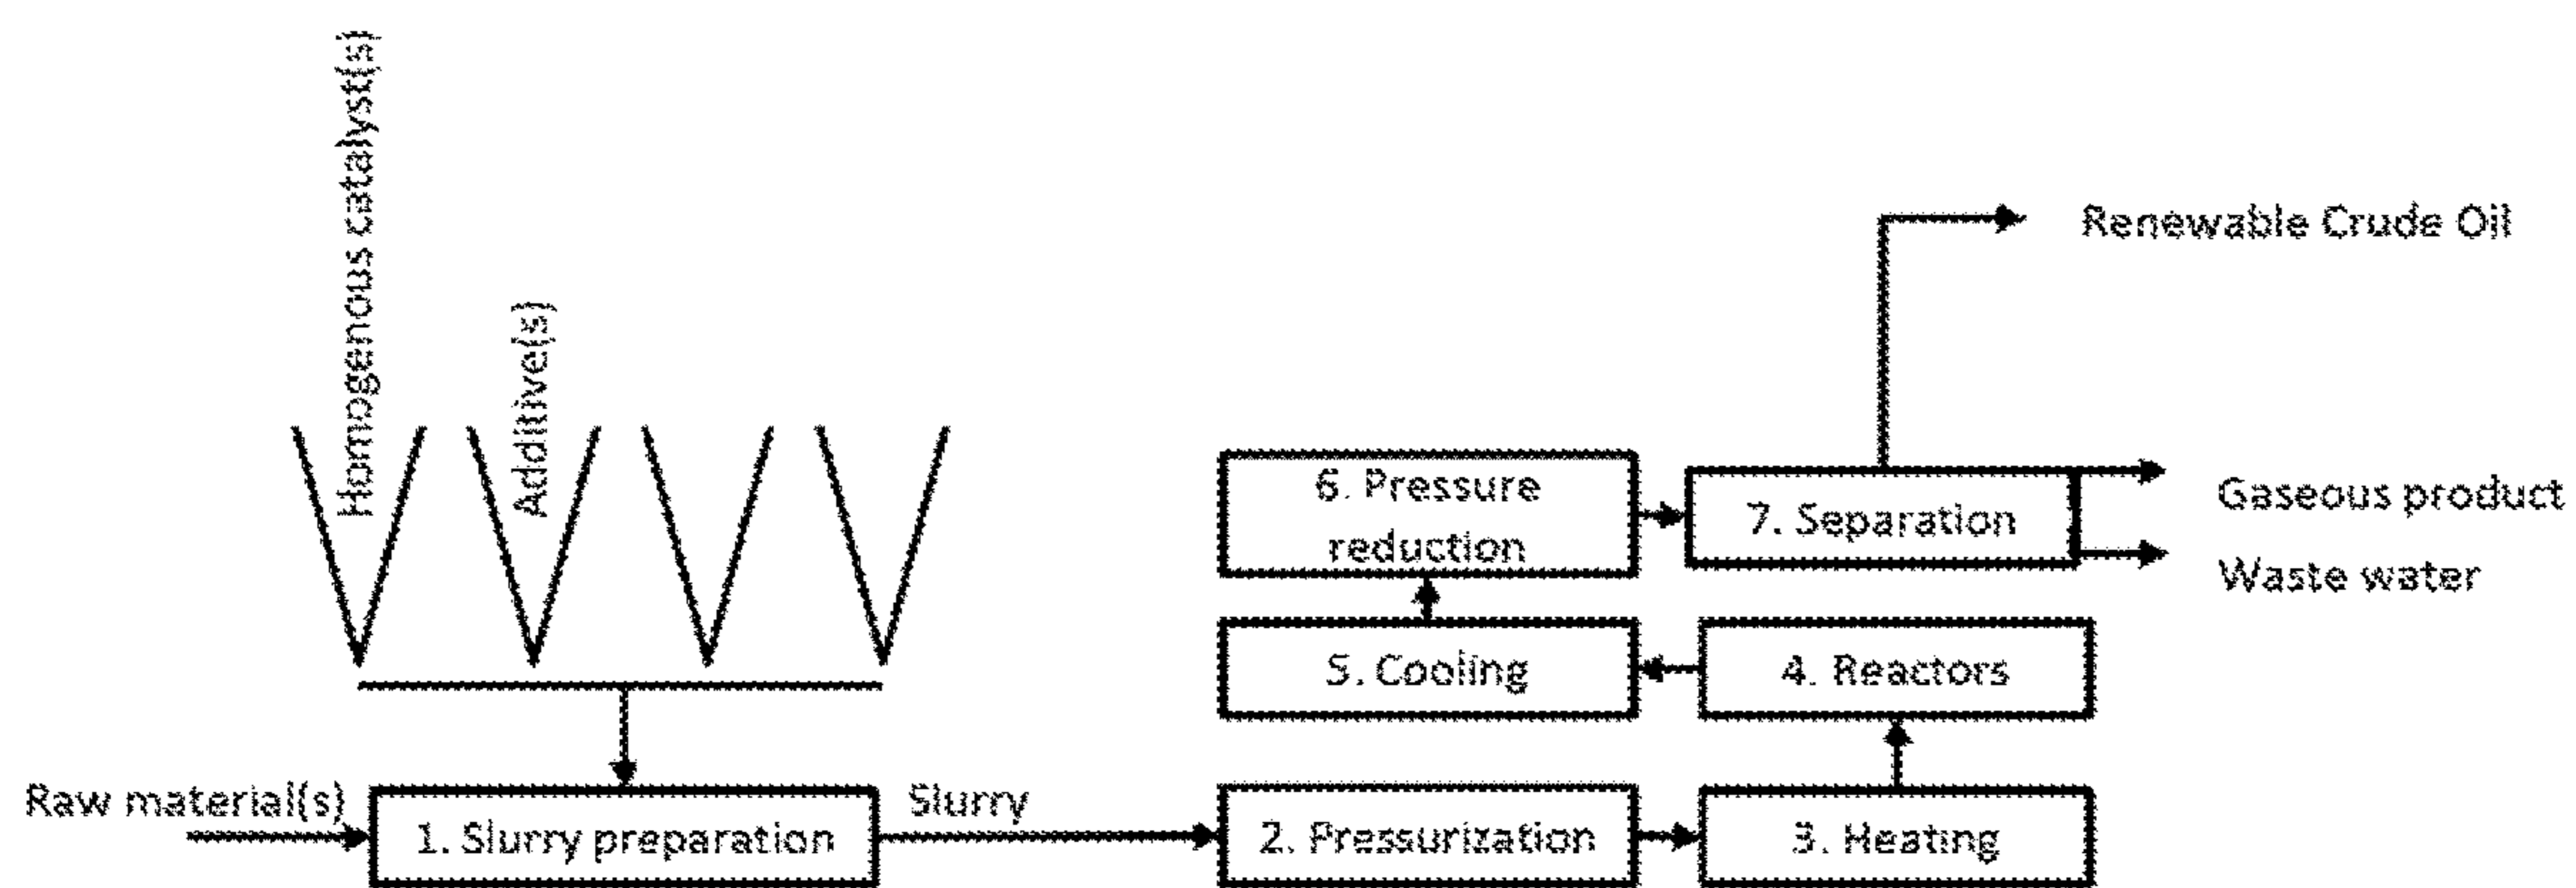 Homogenous catalyst(s)
Additive(s)
Renewable Crude Oil
6. Pressure
reduction
7. Separation
Gaseous product
Waste water
5. Cooling
4. Reactors
Raw material(s)
1. Slurry preparation
Slurry
2. Pressurization
3. Heating